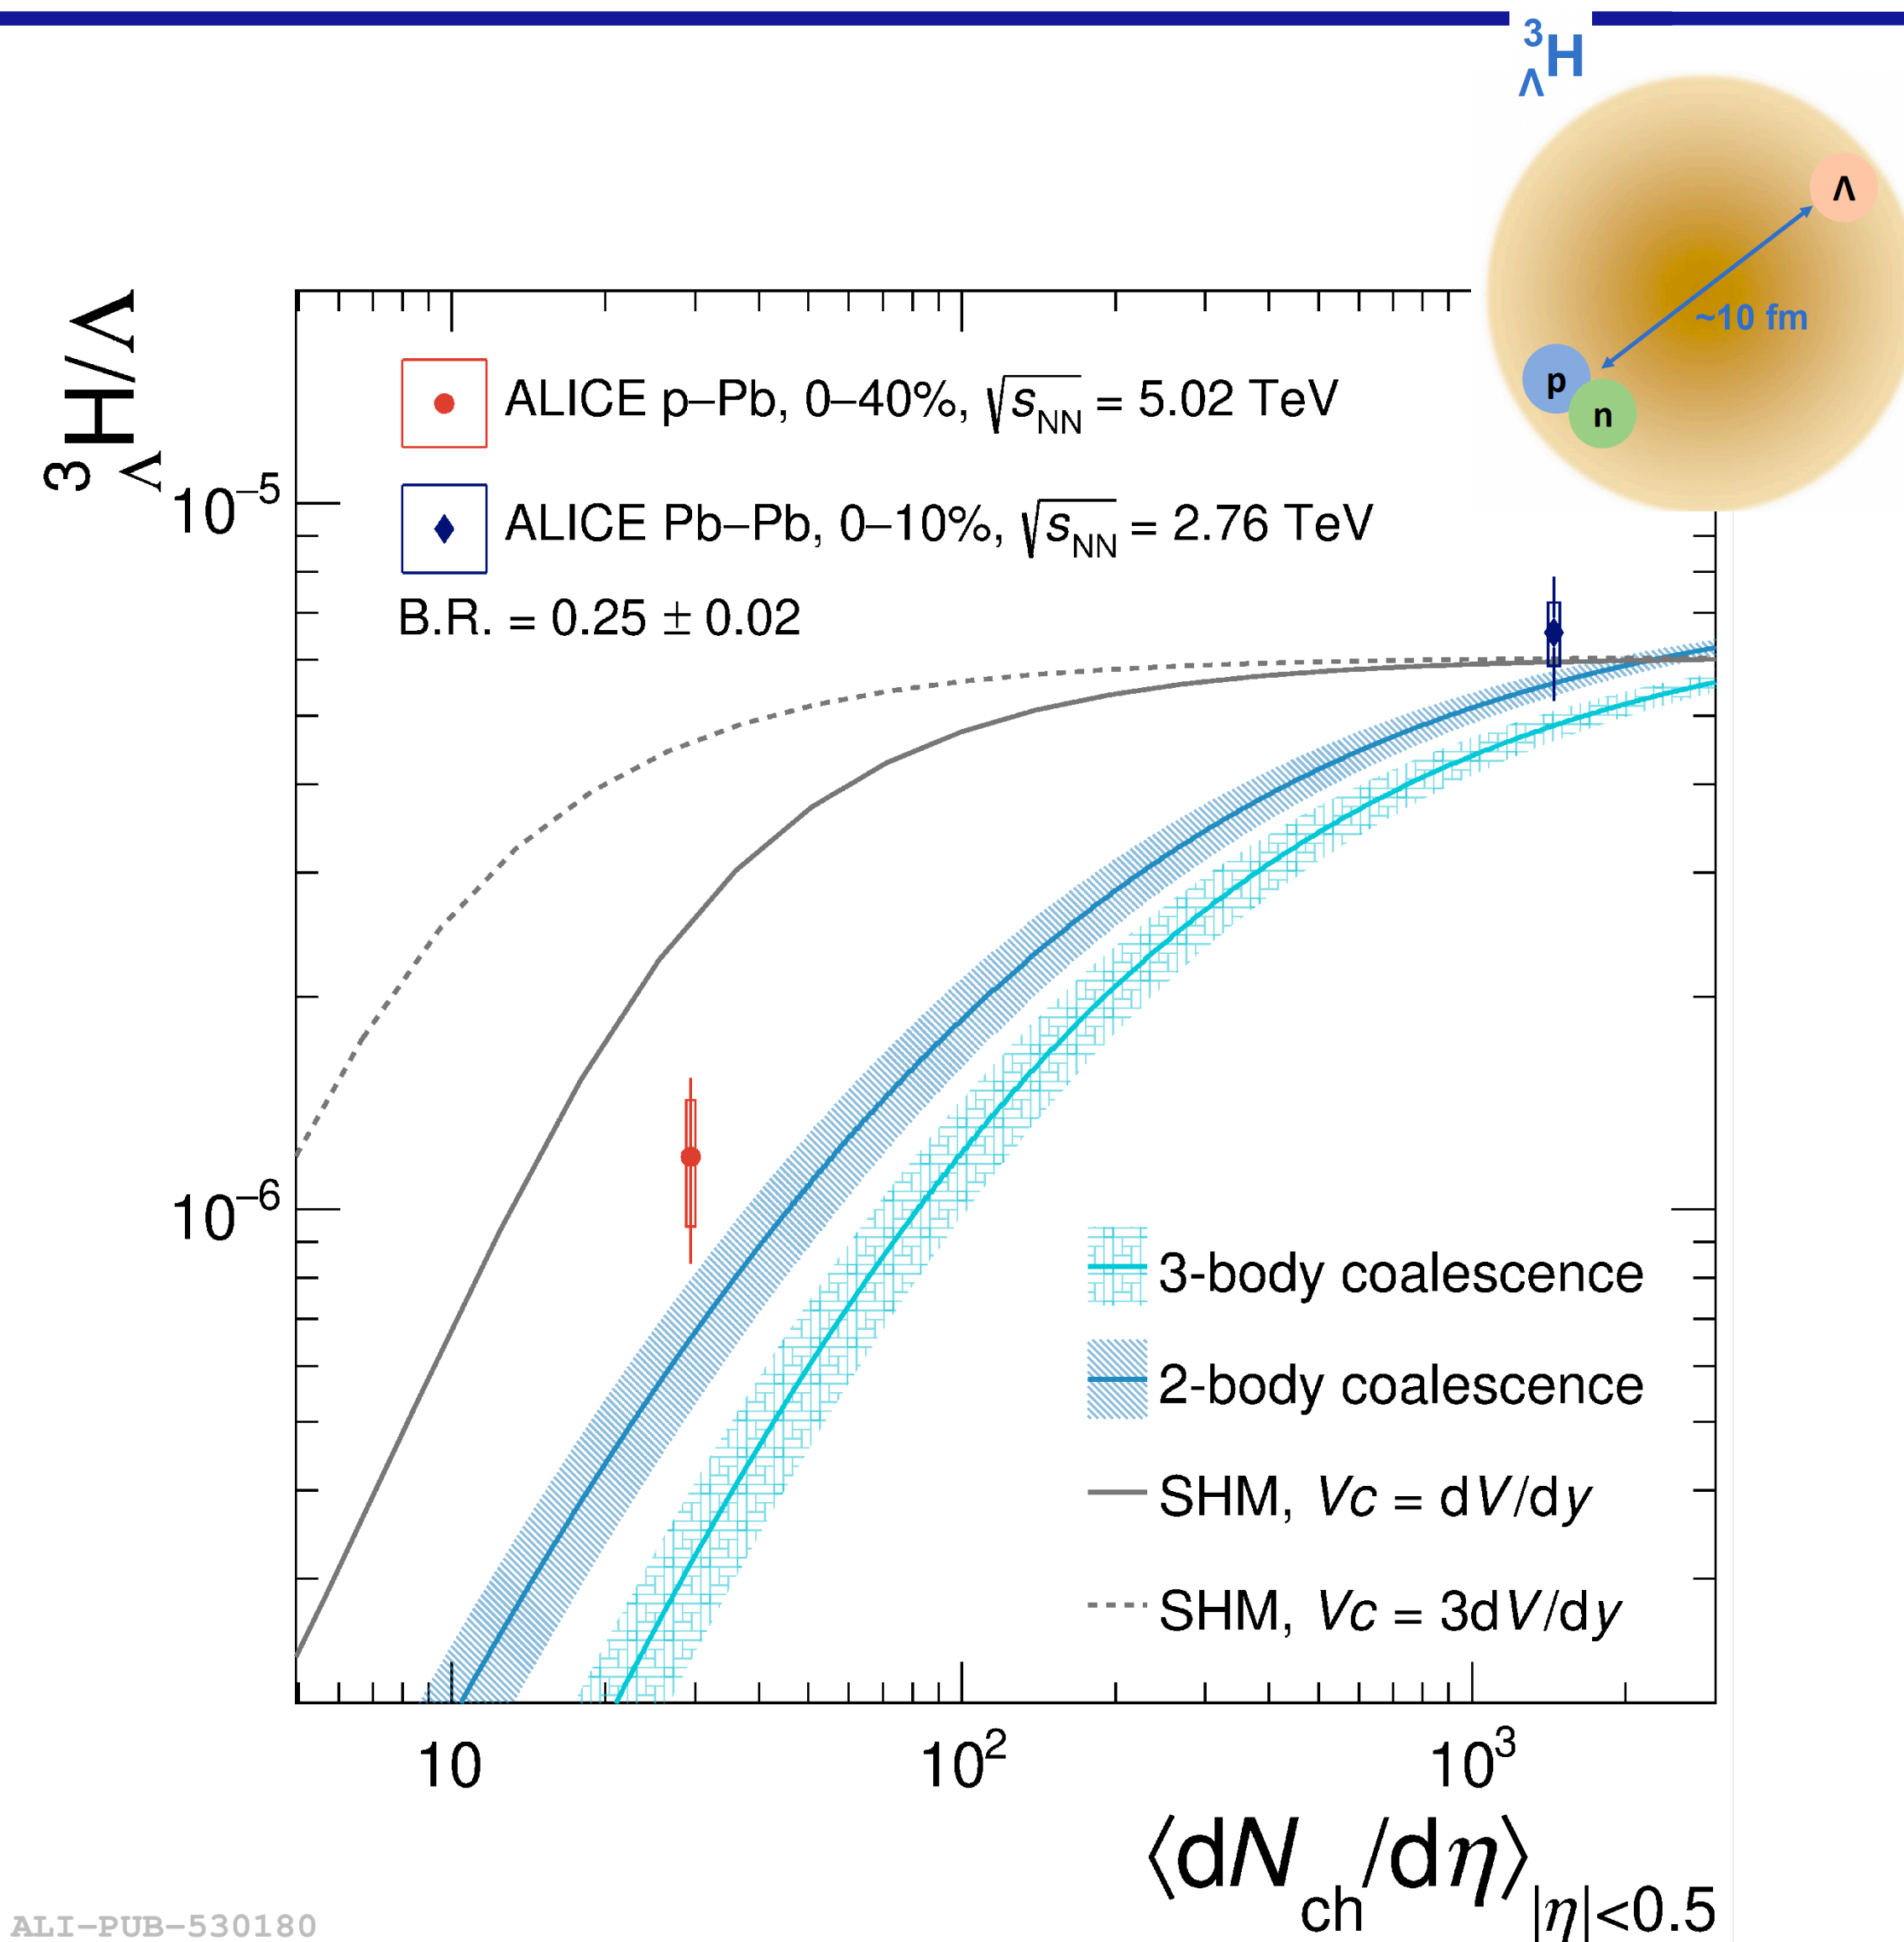 ³ΛH
Λ
~10 fm
p
n
³ΛH/Λ
ALICE p–Pb, 0–40%, √sNN = 5.02 TeV
10⁻⁵
ALICE Pb–Pb, 0–10%, √sNN = 2.76 TeV
B.R. = 0.25 ± 0.02
10⁻⁶
3-body coalescence
2-body coalescence
SHM, Vc = dV/dy
SHM, Vc = 3dV/dy
10 10² 10³
⟨dNch/dη⟩|η|<0.5
ALI-PUB-530180